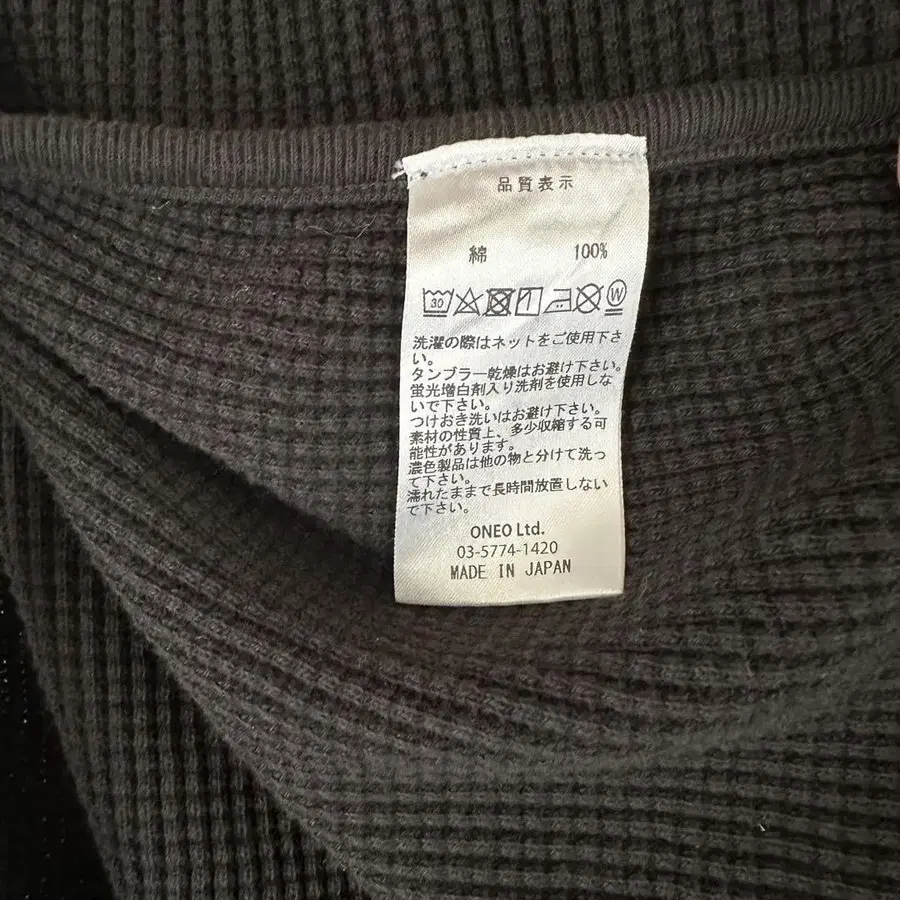 品質表示
綿 100%
30 W
洗濯の際はネットをご使用下さ
い。
タンブラー乾燥はお避け下さい。
蛍光増白剤入り洗剤を使用しな
いで下さい。
つけおき洗いはお避け下さい。
素材の性質上、多少収縮する可
能性があります。
濃色製品は他の物と分けて洗っ
て下さい。
濡れたままで長時間放置しない
で下さい。
ONEO Ltd.
03-5774-1420
MADE IN JAPAN